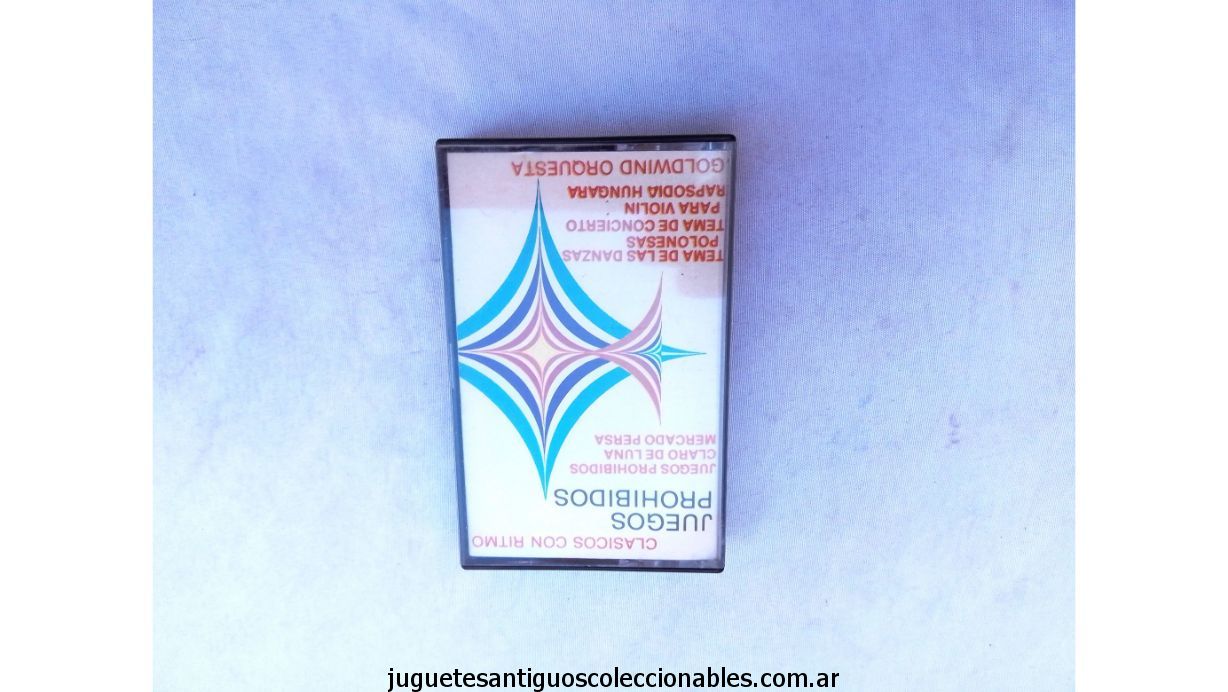 CLASICOS CON RITMO
JUEGOS
PROHIBIDOS
JUEGOS PROHIBIDOS
CLARO DE LUNA
MERCADO PERSA
TEMA DE LAS DANZAS
POLONESAS
TEMA DE CONCIERTO
PARA VIOLIN
RAPSODIA HUNGARA
GOLDWIND ORQUESTA
juguetesantiguoscoleccionables.com.ar